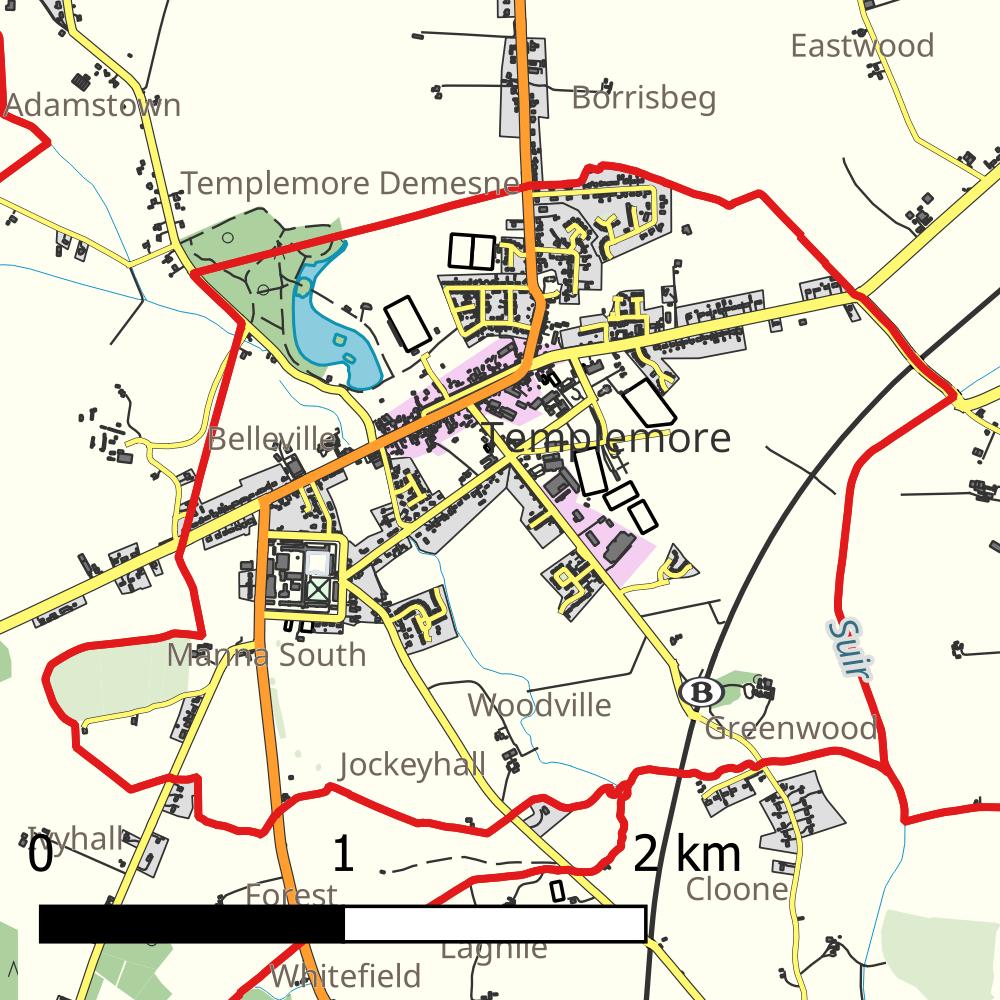 Eastwood
Adamstown
Borrisbeg
Templemore Demesne
Belleville
Templemore
Suir
Manna South
B
Woodville
Greenwood
Jockeyhall
Ivyhall
0 1 2 km
Forest
Cloone
Laghile
Whitefield